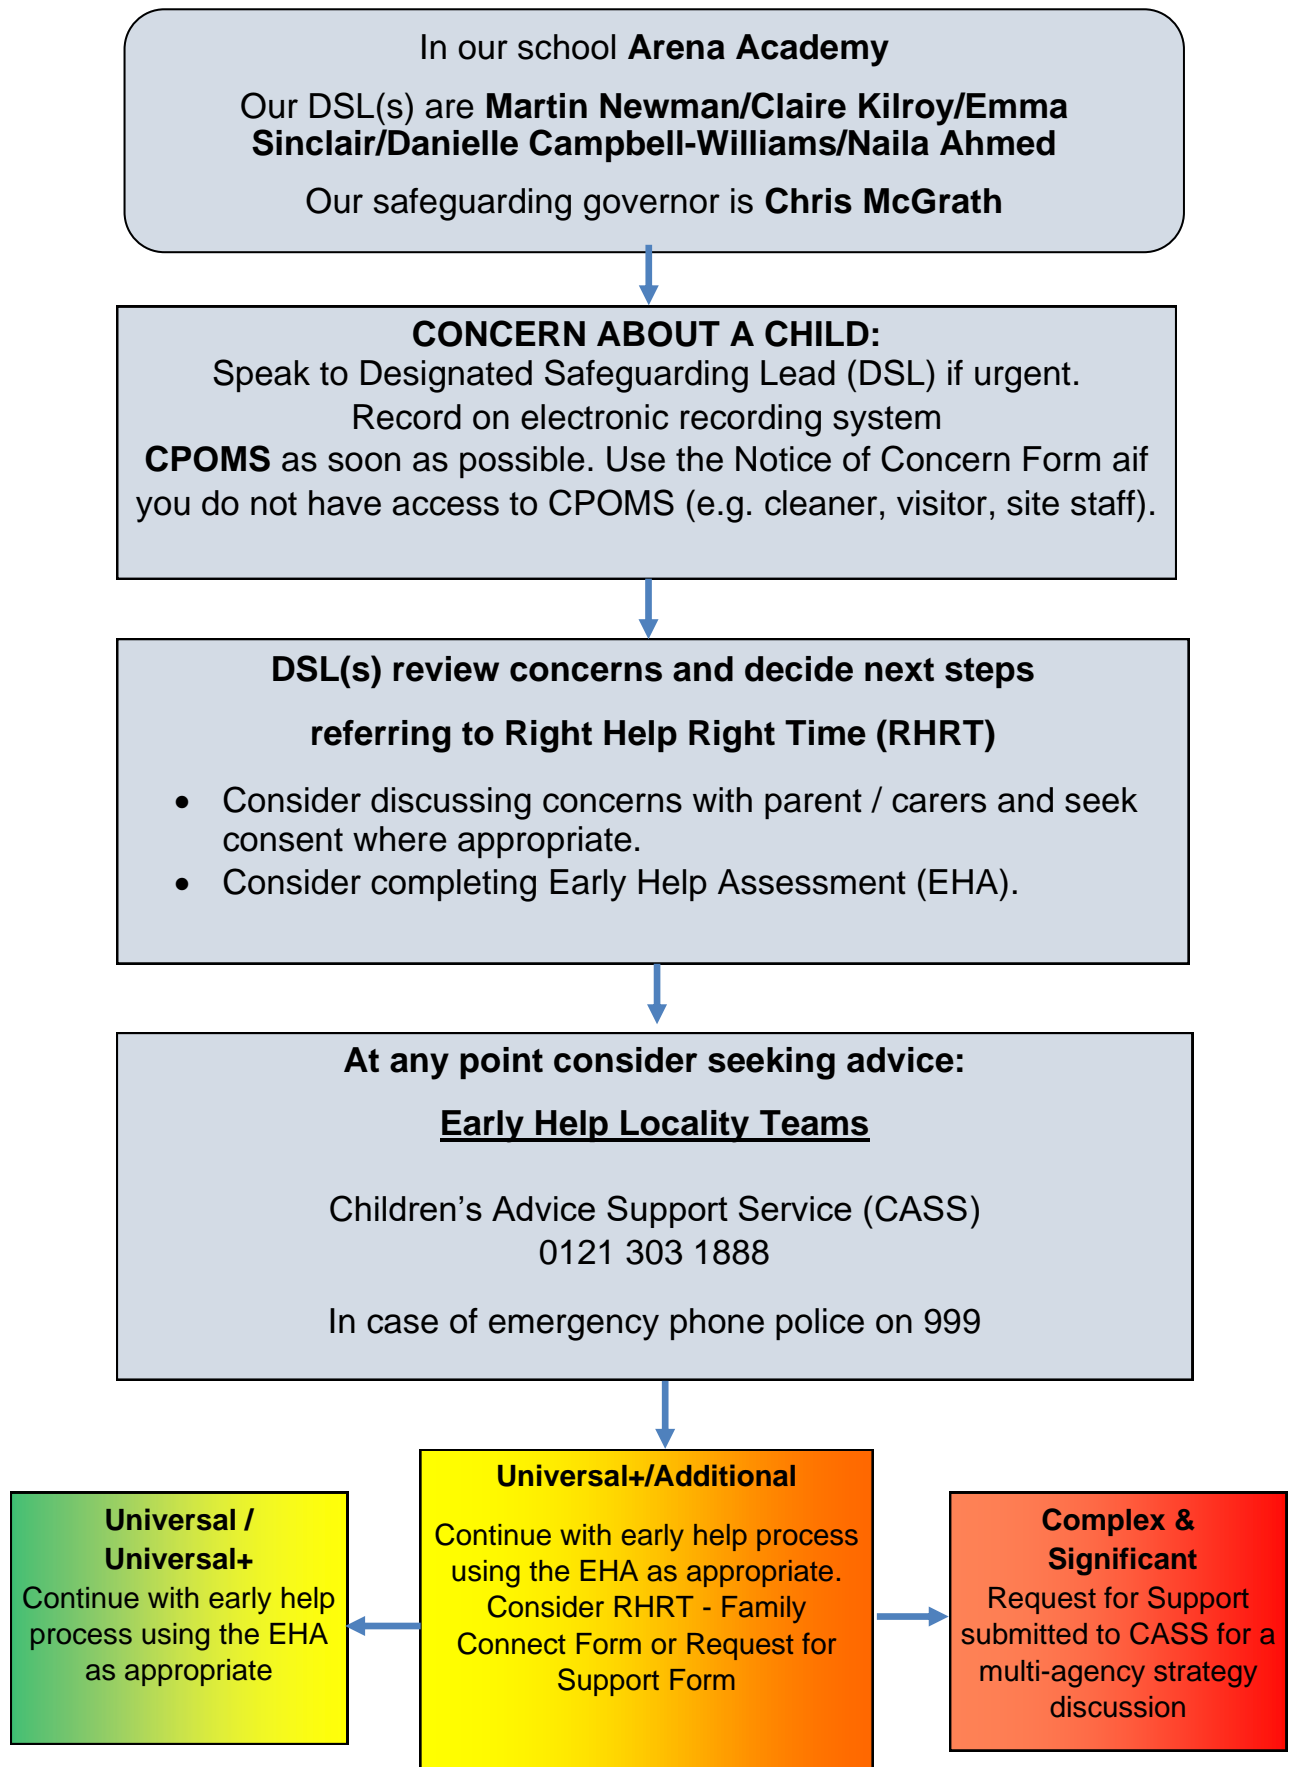 In our school Arena Academy
Our DSL(s) are Martin Newman/Claire Kilroy/Emma
Sinclair/Danielle Campbell-Williams/Naila Ahmed
Our safeguarding governor is Chris McGrath
CONCERN ABOUT A CHILD:
Speak to Designated Safeguarding Lead (DSL) if urgent.
Record on electronic recording system
CPOMS as soon as possible. Use the Notice of Concern Form aif
you do not have access to CPOMS (e.g. cleaner, visitor, site staff).
DSL(s) review concerns and decide next steps
referring to Right Help Right Time (RHRT)
• Consider discussing concerns with parent / carers and seek
consent where appropriate.
• Consider completing Early Help Assessment (EHA).
At any point consider seeking advice:
Early Help Locality Teams
Children’s Advice Support Service (CASS)
0121 303 1888
In case of emergency phone police on 999
Universal /
Universal+
Continue with early help
process using the EHA
as appropriate
Universal+/Additional
Continue with early help process
using the EHA as appropriate.
Consider RHRT - Family
Connect Form or Request for
Support Form
Complex &
Significant
Request for Support
submitted to CASS for a
multi-agency strategy
discussion